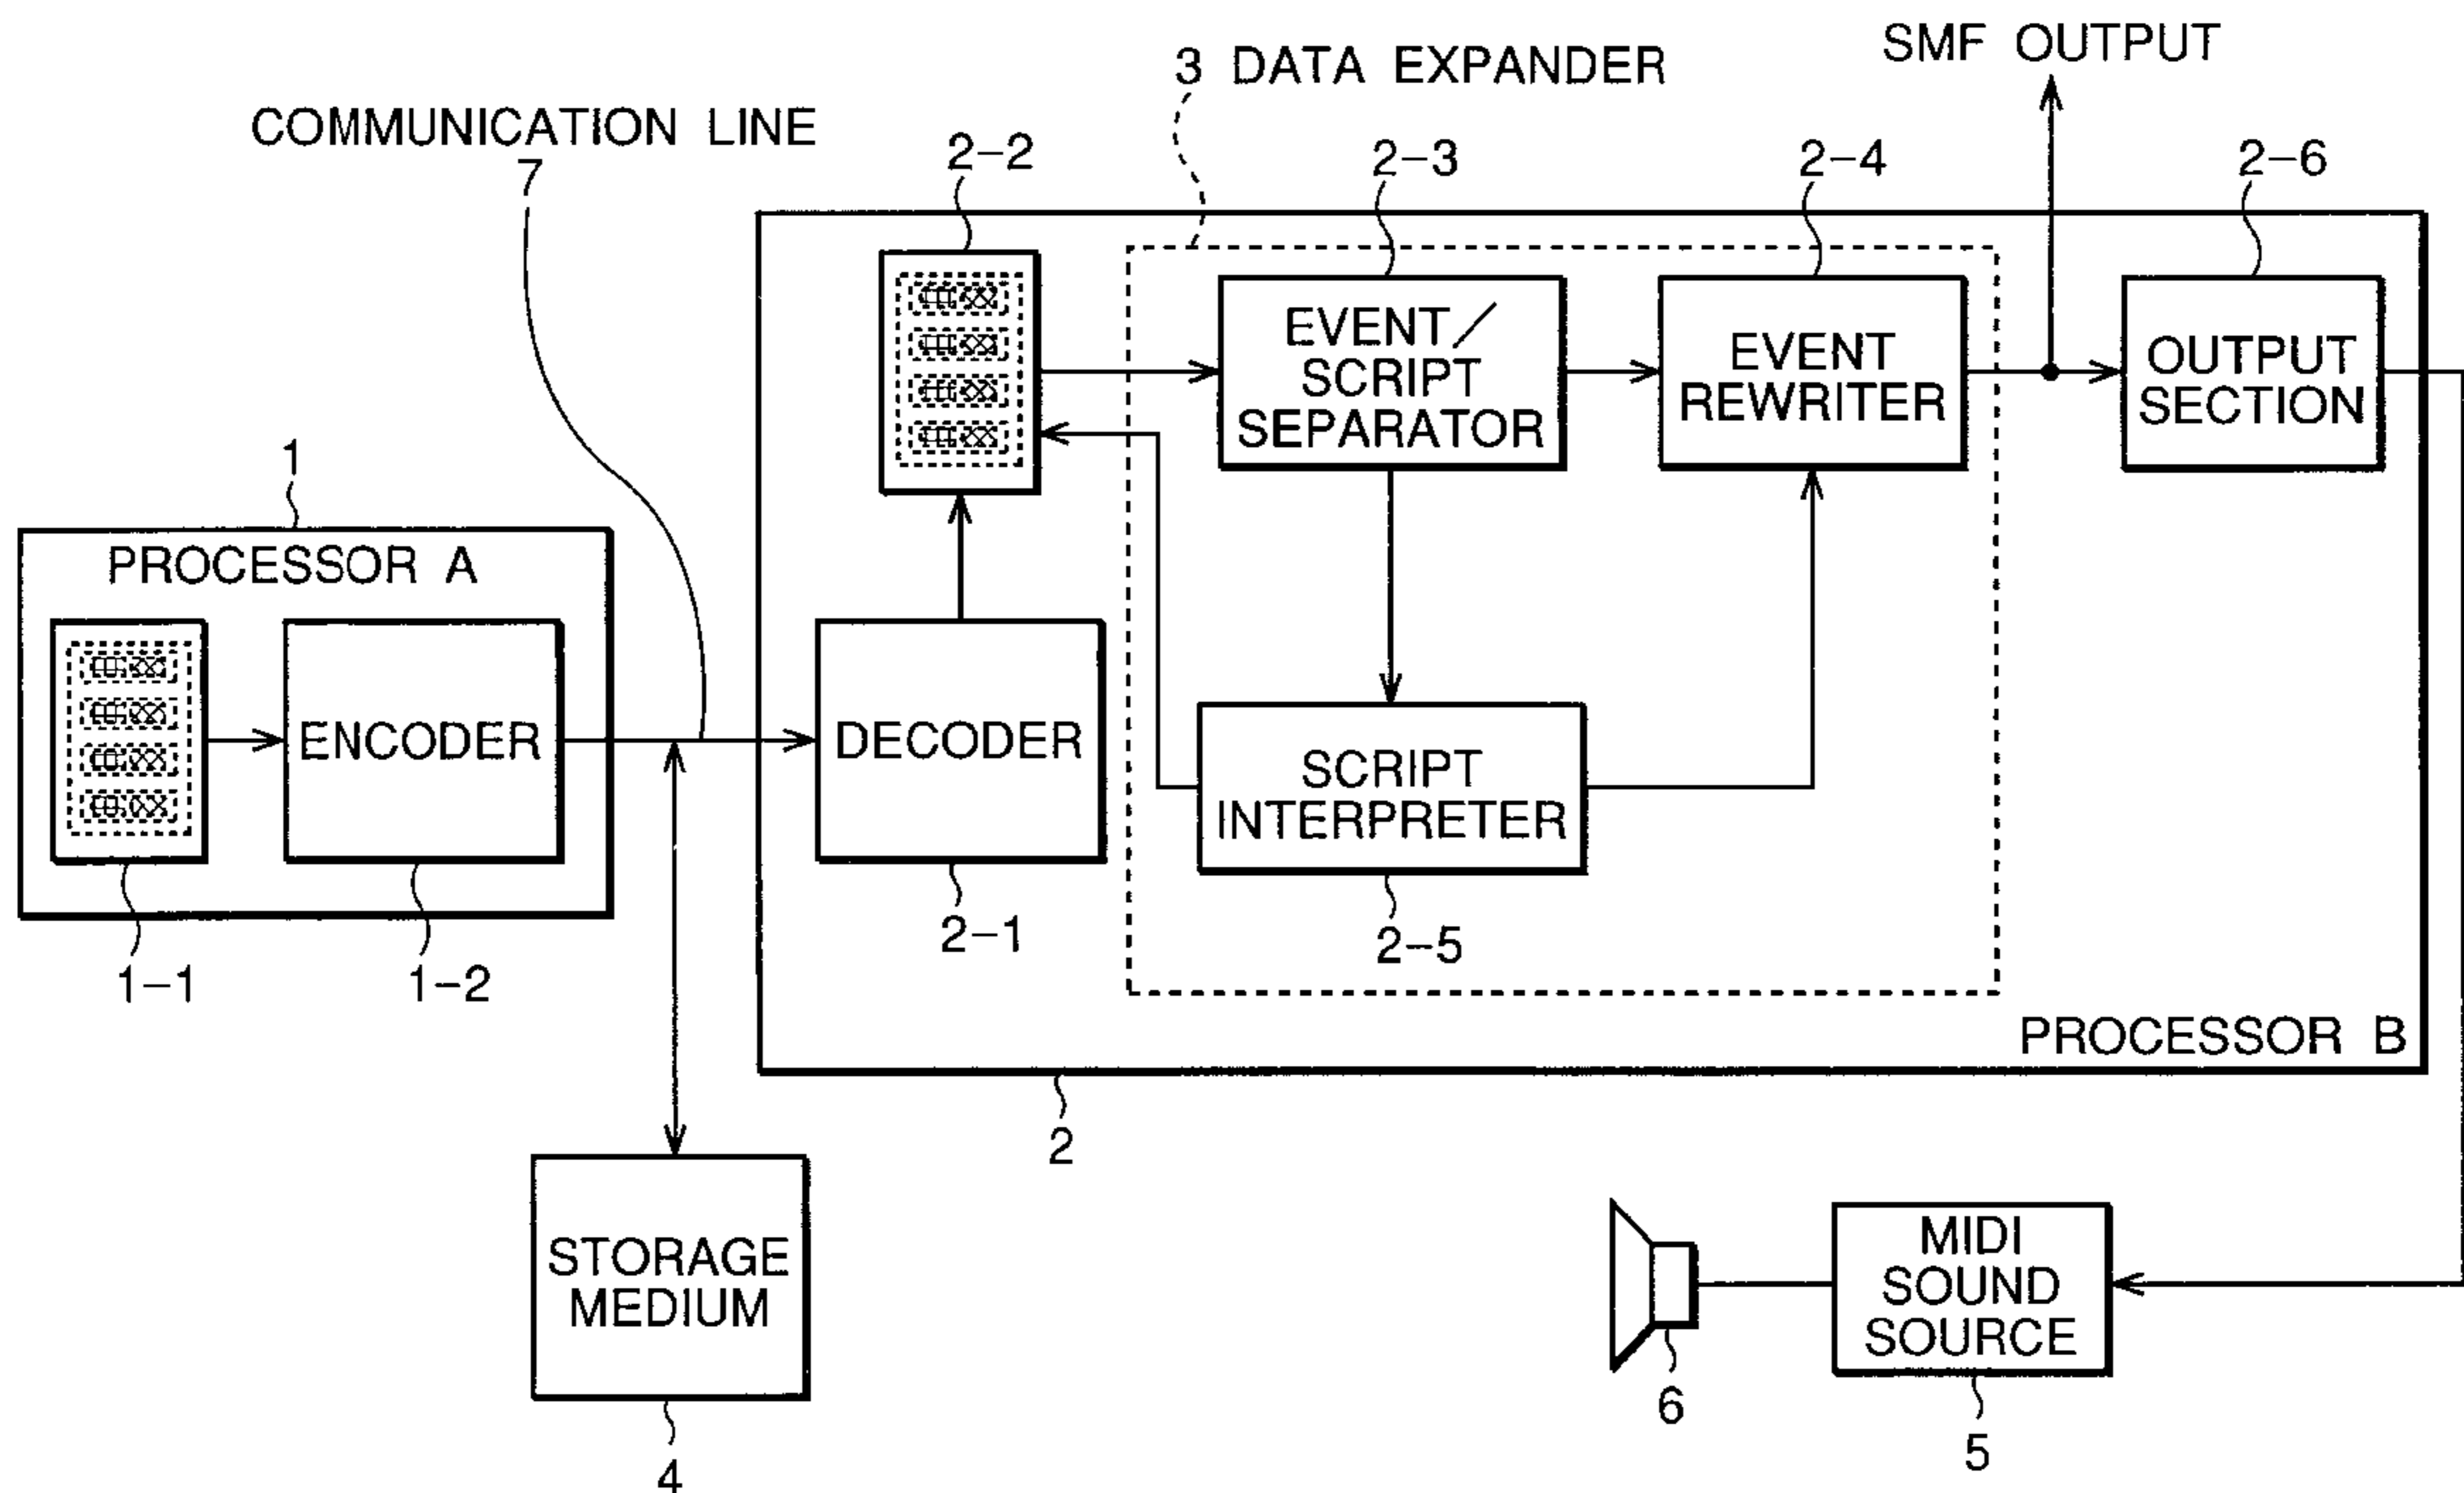 SMF OUTPUT
3 DATA EXPANDER
COMMUNICATION LINE
7
2-2
2-3
2-4
2-6
EVENT/
SCRIPT
SEPARATOR
EVENT
REWRITER
OUTPUT
SECTION
1
PROCESSOR A
ENCODER
DECODER
SCRIPT
INTERPRETER
1-1
1-2
2-1
2-5
PROCESSOR B
2
STORAGE
MEDIUM
4
MIDI
SOUND
SOURCE
6
5